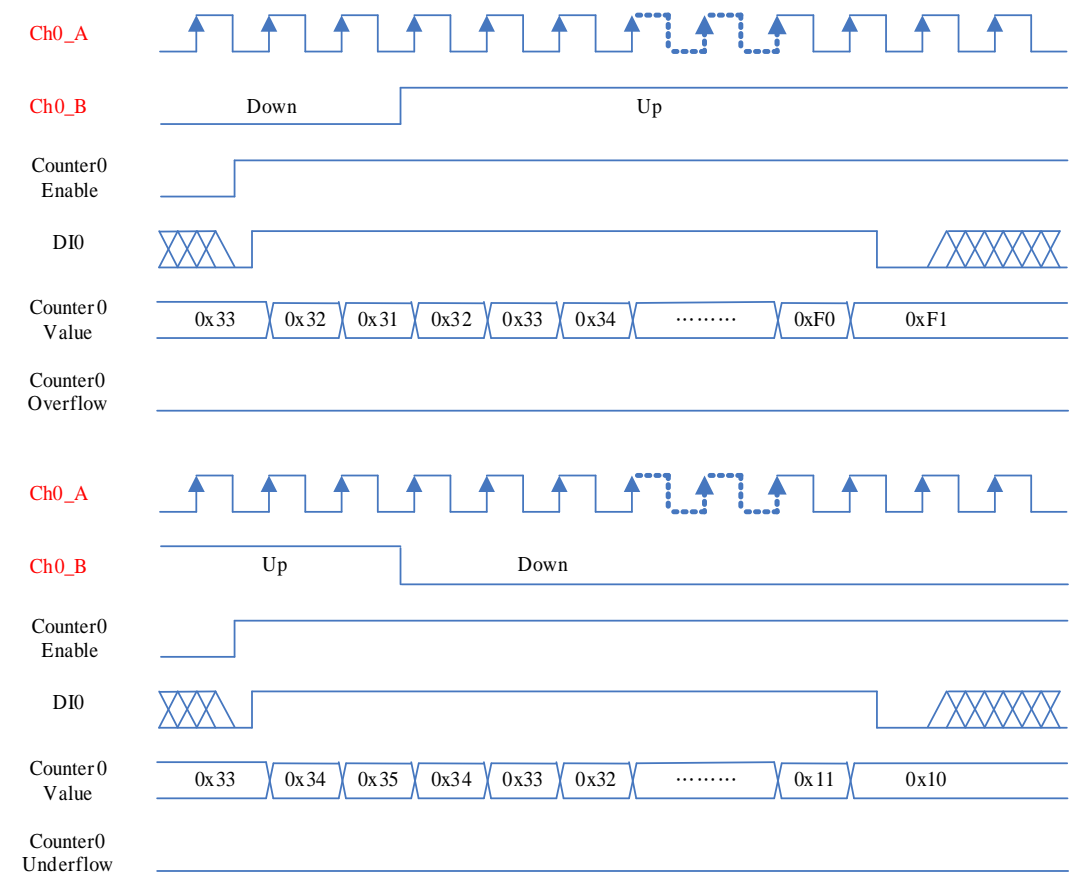 Ch0_A
Ch0_B
Down
Up
Counter0
Enable
DI0
Counter0
Value
0x33
0x32
0x31
0x32
0x33
0x34
………
0xF0
0xF1
Counter0
Overflow
Ch0_A
Ch0_B
Up
Down
Counter0
Enable
DI0
Counter0
Value
0x33
0x34
0x35
0x34
0x33
0x32
………
0x11
0x10
Counter0
Underflow